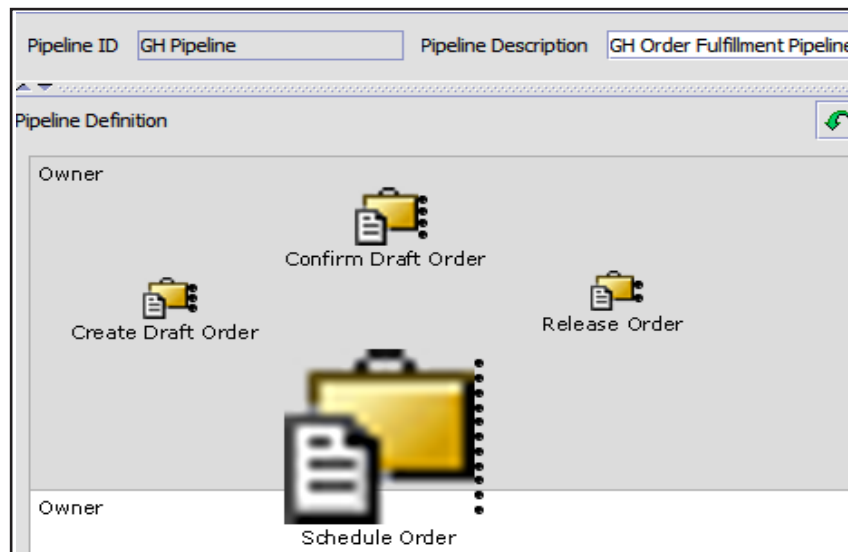 Pipeline ID GH Pipeline Pipeline Description GH Order Fulfillment Pipeline
Pipeline Definition
Owner
Confirm Draft Order
Create Draft Order
Release Order
Owner
Schedule Order